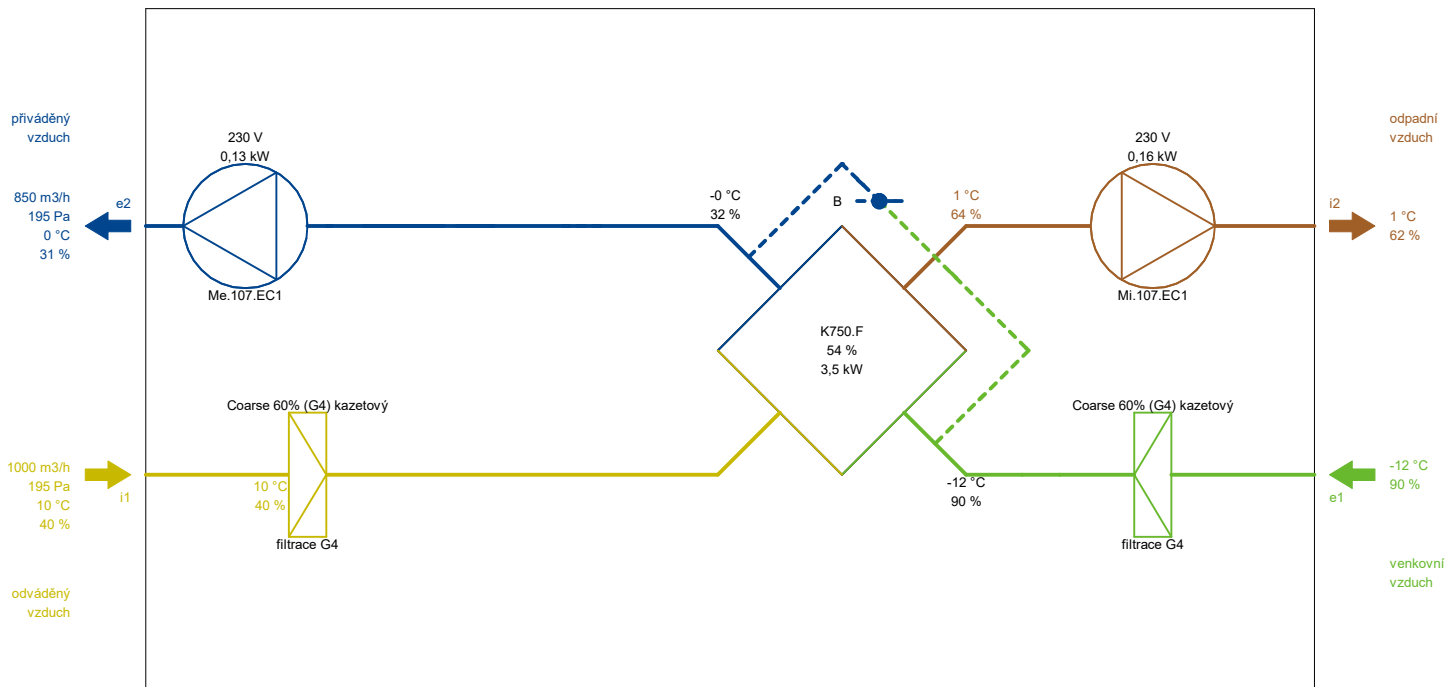 přiváděný
vzduch
850 m3/h
195 Pa
0 °C
31 %
e2
230 V
0,13 kW
Me.107.EC1
-0 °C
32 %
B
1 °C
64 %
230 V
0,16 kW
Mi.107.EC1
odpadní
vzduch
i2
1 °C
62 %
K750.F
54 %
3,5 kW
1000 m3/h
195 Pa
10 °C
40 %
i1
Coarse 60% (G4) kazetový
10 °C
40 %
filtrace G4
odváděný
vzduch
-12 °C
90 %
Coarse 60% (G4) kazetový
filtrace G4
e1
-12 °C
90 %
venkovní
vzduch